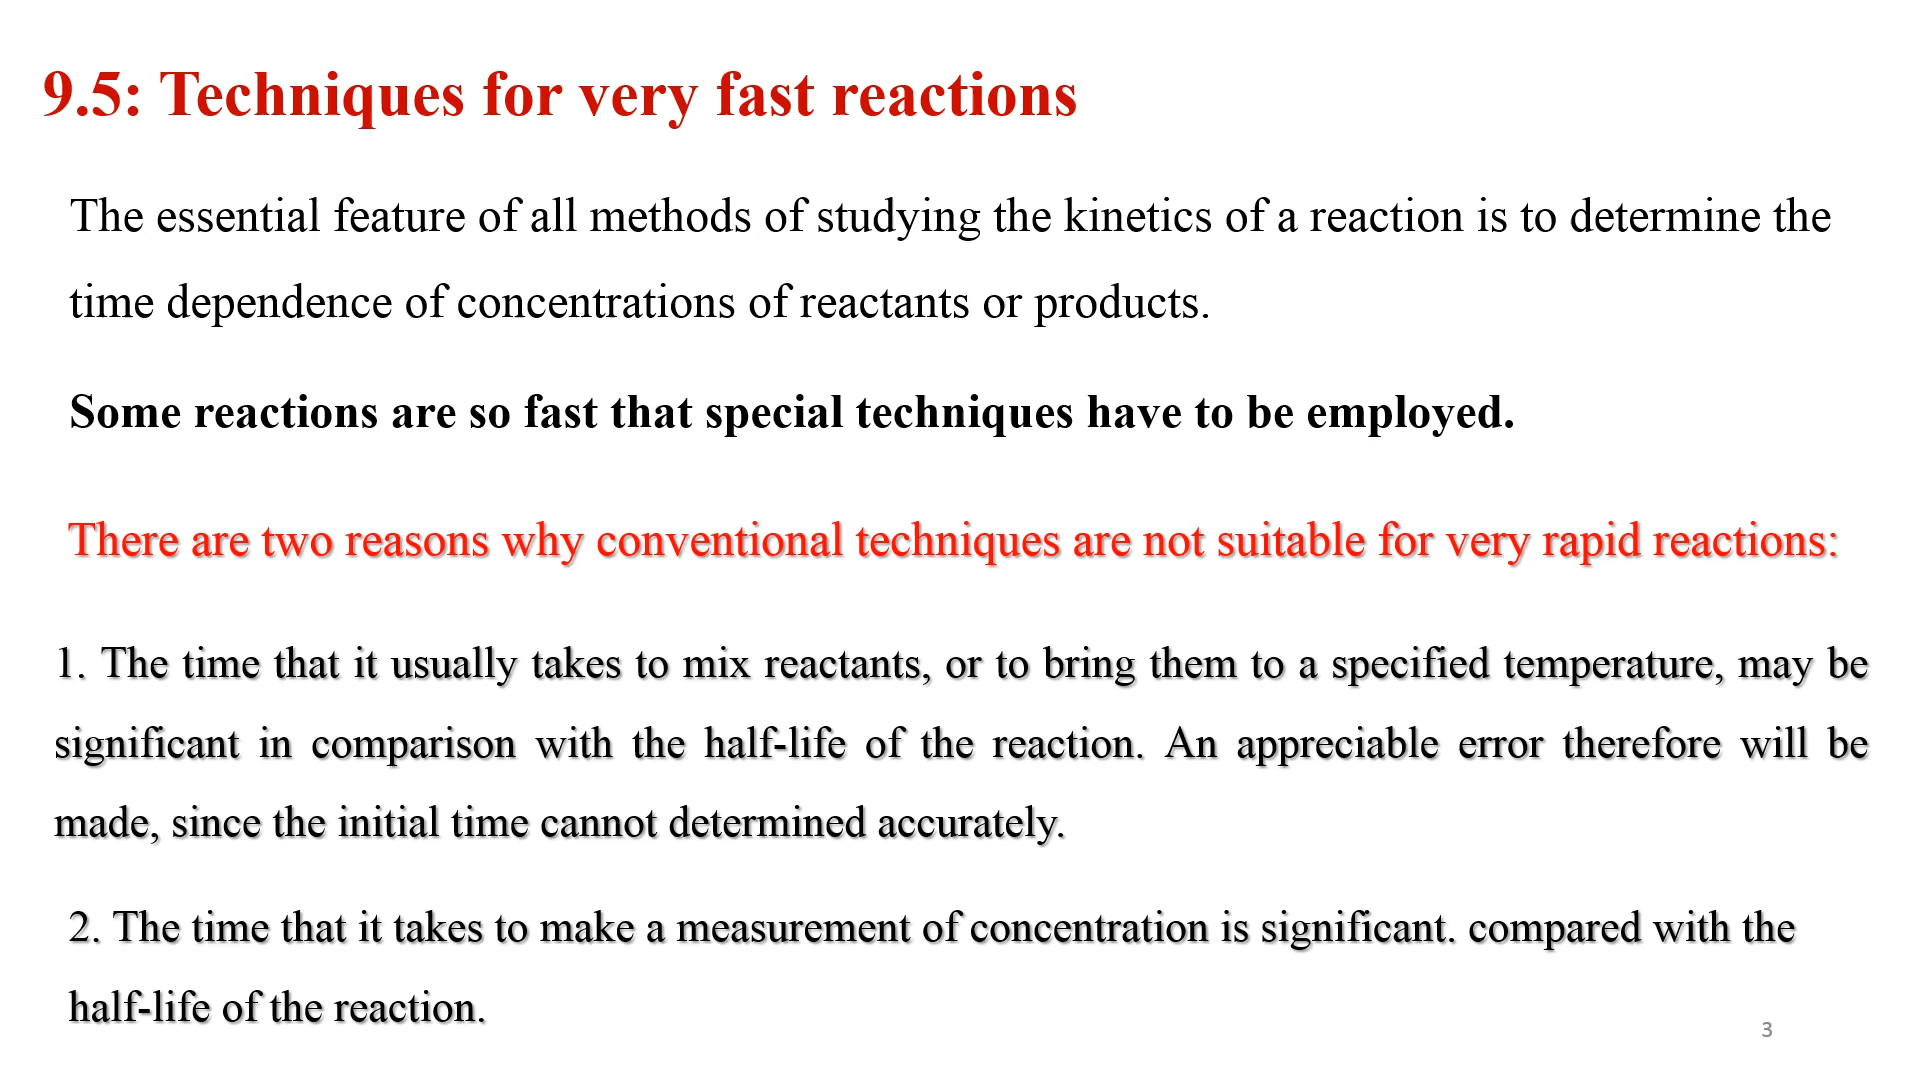 9.5: Techniques for very fast reactions
The essential feature of all methods of studying the kinetics of a reaction is to determine the
time dependence of concentrations of reactants or products.
Some reactions are so fast that special techniques have to be employed.
There are two reasons why conventional techniques are not suitable for very rapid reactions:
1. The time that it usually takes to mix reactants, or to bring them to a specified temperature, may be
significant in comparison with the half-life of the reaction. An appreciable error therefore will be
made, since the initial time cannot determined accurately.
2. The time that it takes to make a measurement of concentration is significant. compared with the
half-life of the reaction.
3